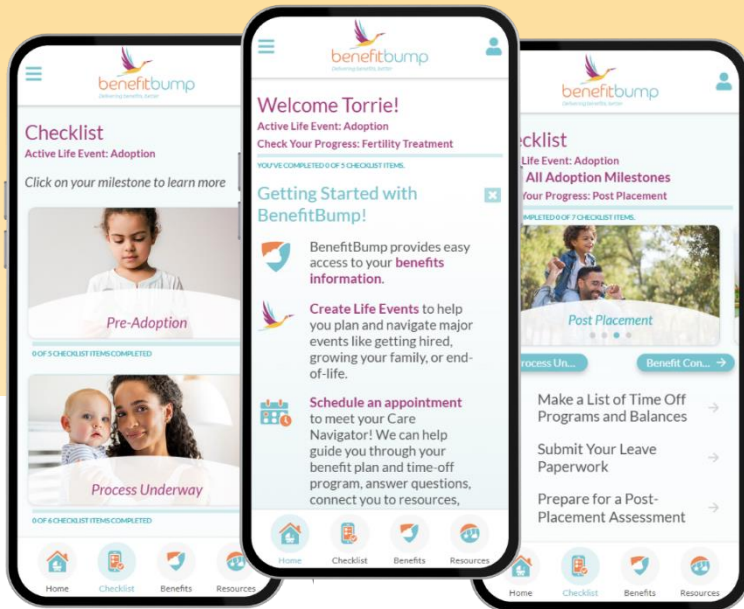 benefitbump
Delivering benefits, better
Checklist
Active Life Event: Adoption
Click on your milestone to learn more
Pre-Adoption
0 OF 5 CHECKLIST ITEMS COMPLETED
Process Underway
0 OF 6 CHECKLIST ITEMS COMPLETED
Home
Checklist
Benefits
Resources
benefitbump
Delivering benefits, better
Welcome Torrie!
Active Life Event: Adoption
Check Your Progress: Fertility Treatment
YOU'VE COMPLETED 0 OF 5 CHECKLIST ITEMS.
Getting Started with
BenefitBump!
BenefitBump provides easy
access to your benefits
information.
Create Life Events to help
you plan and navigate major
events like getting hired,
growing your family, or end-
of-life.
Schedule an appointment
to meet your Care
Navigator! We can help
guide you through your
benefit plan and time-off
program, answer questions,
connect you to resources,
Home
Checklist
Benefits
Resources
benefitbump
Delivering benefits, better
ecklist
Life Event: Adoption
All Adoption Milestones
Your Progress: Post Placement
MPLETED 0 OF 7 CHECKLIST ITEMS.
Post Placement
rocess Un...
Benefit Con... →
Make a List of Time Off
Programs and Balances
Submit Your Leave
Paperwork
Prepare for a Post-
Placement Assessment
Home
Checklist
Benefits
Resources